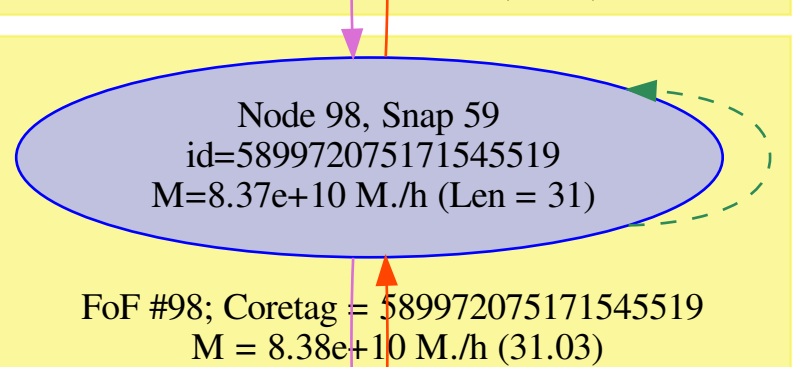 Node 98, Snap 59
id=589972075171545519
M=8.37e+10 M./h (Len = 31)
FoF #98; Coretag = 589972075171545519
M = 8.38e+10 M./h (31.03)